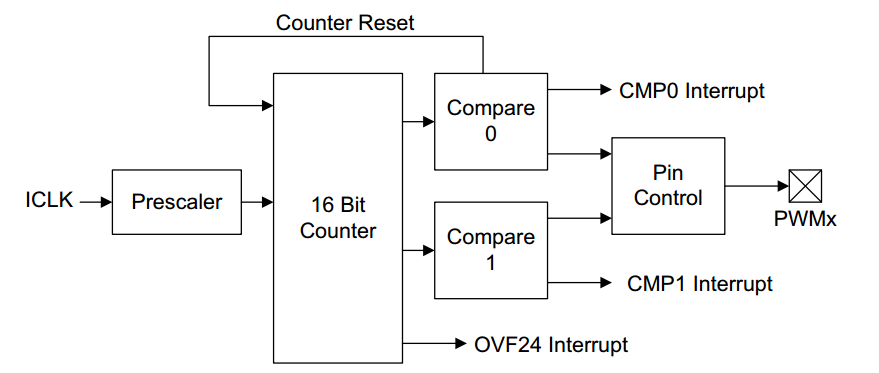 Counter Reset
Compare
0
CMP0 Interrupt
ICLK
Prescaler
16 Bit
Counter
Pin
Control
PWMx
Compare
1
CMP1 Interrupt
OVF24 Interrupt